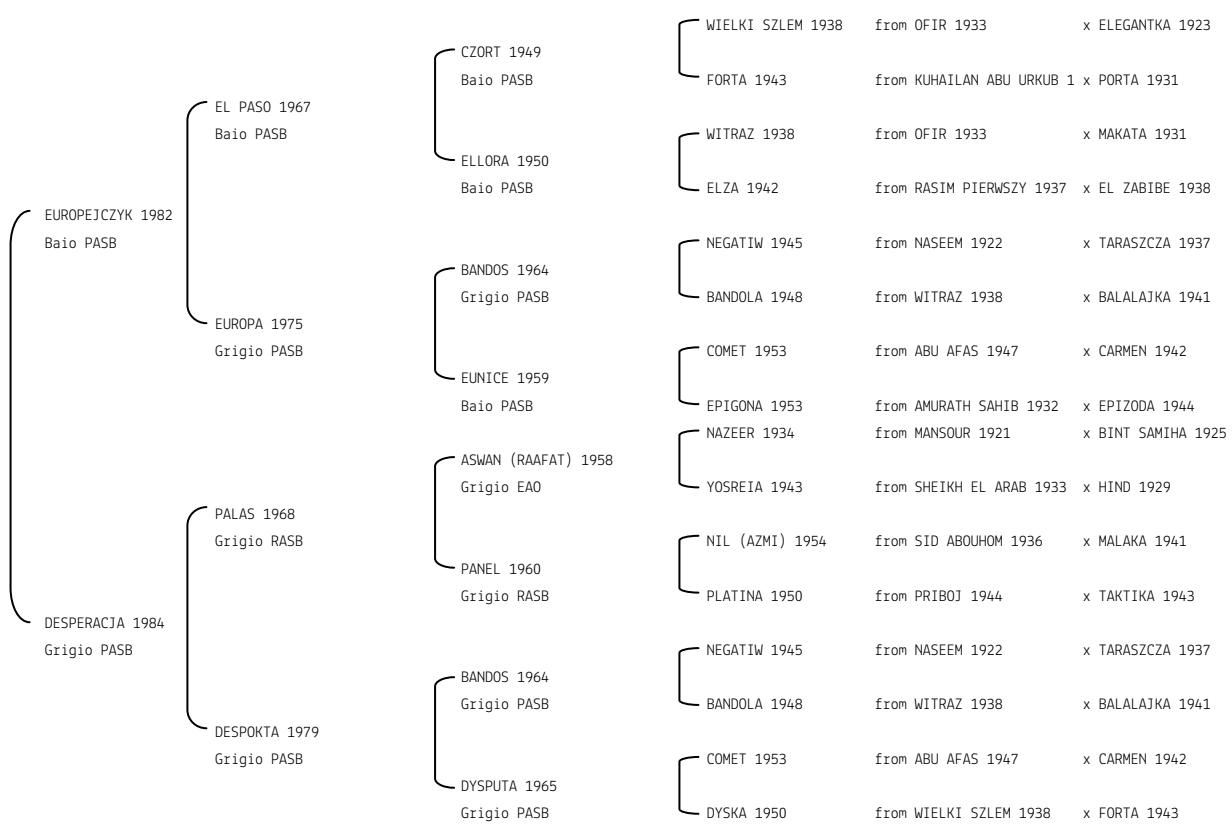 WIELKI SZLEM 1938 from OFIR 1933 x ELEGANTKA 1923
CZORT 1949
Baio PASB
FORTA 1943 from KUHAILAN ABU URKUB 1 x PORTA 1931
EL PASO 1967
Baio PASB
WITRAZ 1938 from OFIR 1933 x MAKATA 1931
ELLORA 1950
Baio PASB
ELZA 1942 from RASIM PIERWSZY 1937 x EL ZABIBE 1938
EUROPEJCZYK 1982
Baio PASB
NEGATIW 1945 from NASEEM 1922 x TARASZCZA 1937
BANDOS 1964
Grigio PASB
BANDOLA 1948 from WITRAZ 1938 x BALALAJKA 1941
EUROPA 1975
Grigio PASB
COMET 1953 from ABU AFAS 1947 x CARMEN 1942
EUNICE 1959
Baio PASB
EPIGONA 1953 from AMURATH SAHIB 1932 x EPIZODA 1944
NAZEER 1934 from MANSOUR 1921 x BINT SAMIHA 1925
ASWAN (RAAFAT) 1958
Grigio EAO
YOSREIA 1943 from SHEIKH EL ARAB 1933 x HIND 1929
PALAS 1968
Grigio RASB
NIL (AZMI) 1954 from SID ABOUHOM 1936 x MALAKA 1941
PANEL 1960
Grigio RASB
PLATINA 1950 from PRIBOJ 1944 x TAKTIKA 1943
DESPERACJA 1984
Grigio PASB
NEGATIW 1945 from NASEEM 1922 x TARASZCZA 1937
BANDOS 1964
Grigio PASB
BANDOLA 1948 from WITRAZ 1938 x BALALAJKA 1941
DESPOKTA 1979
Grigio PASB
COMET 1953 from ABU AFAS 1947 x CARMEN 1942
DYSPUTA 1965
Grigio PASB
DYSKA 1950 from WIELKI SZLEM 1938 x FORTA 1943